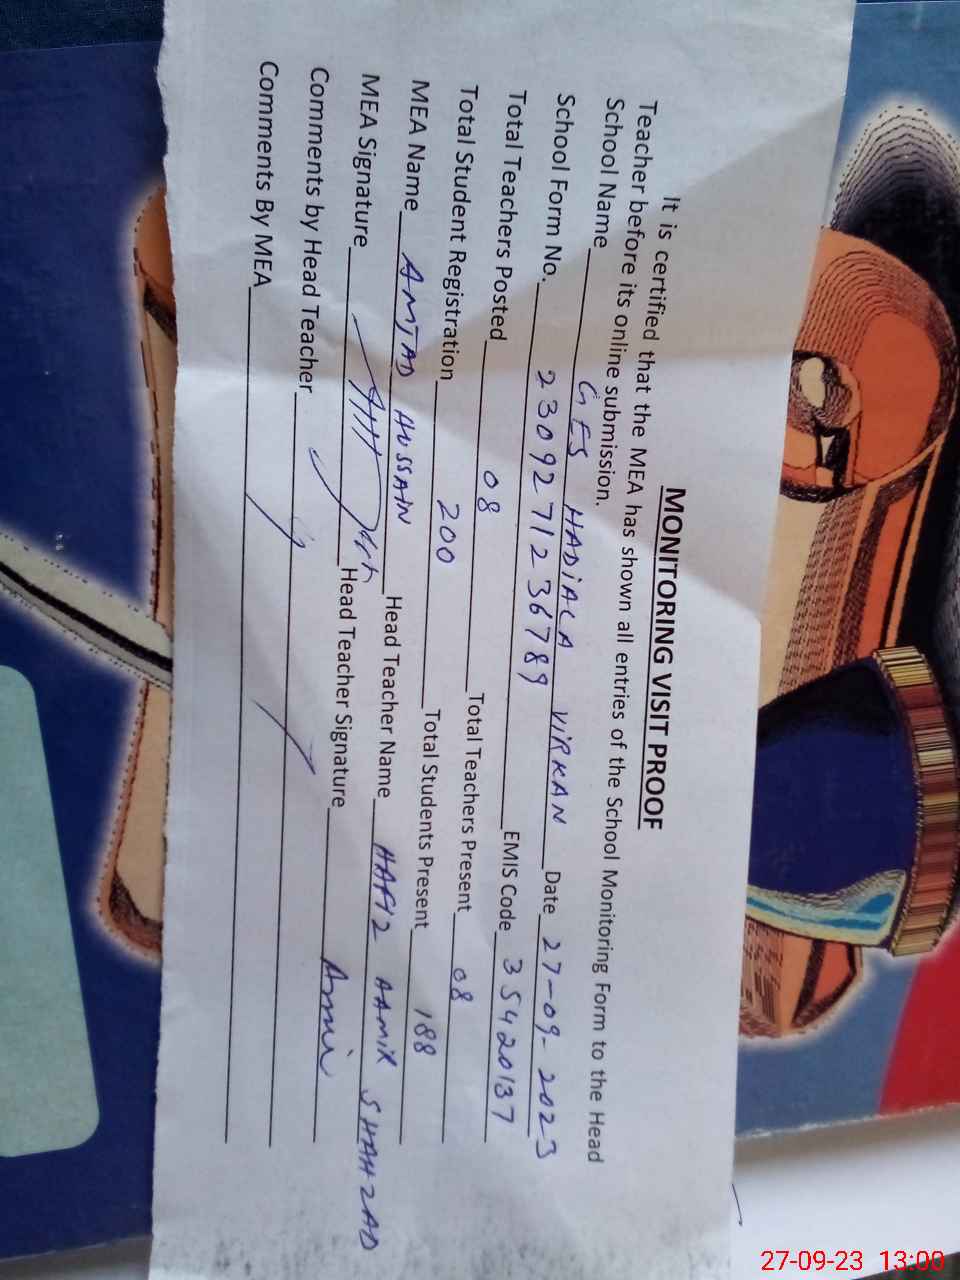 MONITORING VISIT PROOF
It is certified that the MEA has shown all entries of the School Monitoring Form to the Head
Teacher before its online submission.
School Name GES HADIALA VIRKAN Date 27-09-2023
School Form No. 2309271236789 EMIS Code 35420137
Total Teachers Posted 08 Total Teachers Present 08
Total Student Registration 200 Total Students Present 188
MEA Name AMJAD HUSSAIN Head Teacher Name HAFIZ AAMIR SHAHZAD
MEA Signature Head Teacher Signature Amir
Comments by Head Teacher
Comments By MEA
27-09-23 13:00